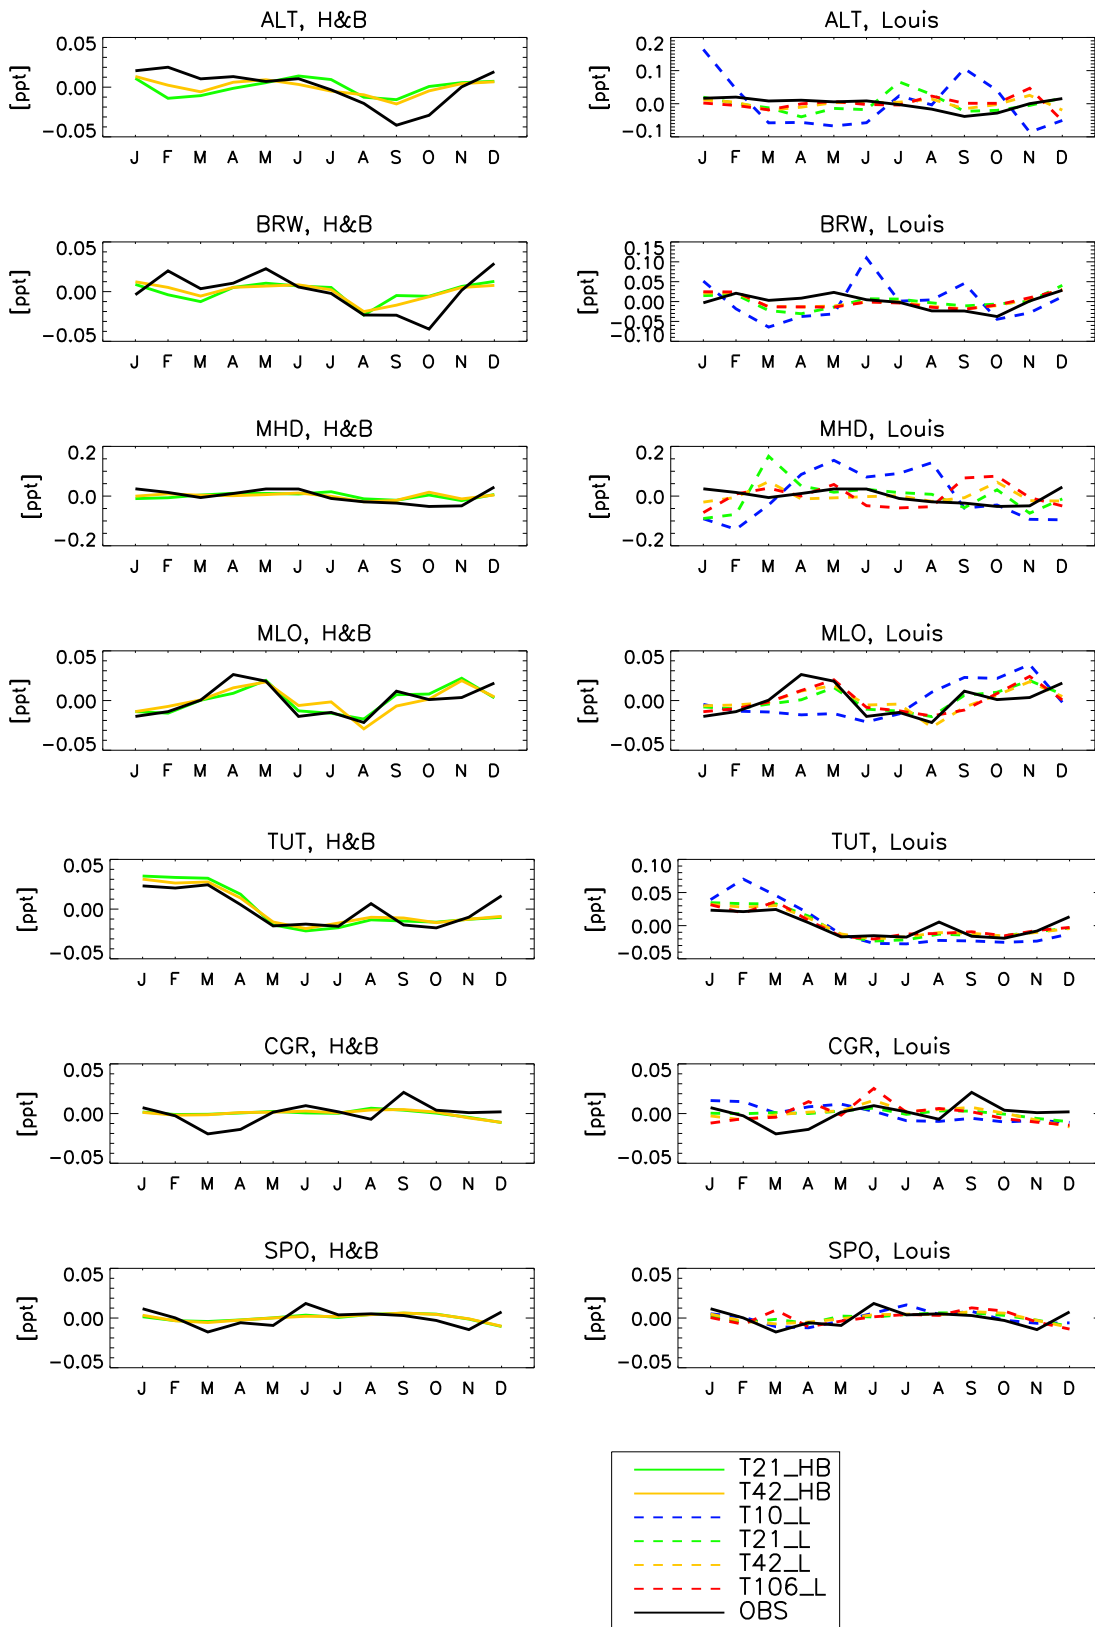 ALT, H&B
ALT, Louis
[ppt]
0.05
0.00
-0.05
J F M A M J J A S O N D
[ppt]
0.2
0.1
0.0
-0.1
J F M A M J J A S O N D
BRW, H&B
BRW, Louis
[ppt]
0.05
0.00
-0.05
J F M A M J J A S O N D
[ppt]
0.15
0.10
0.05
0.00
-0.05
-0.10
J F M A M J J A S O N D
MHD, H&B
MHD, Louis
[ppt]
0.2
0.0
-0.2
J F M A M J J A S O N D
[ppt]
0.2
0.0
-0.2
J F M A M J J A S O N D
MLO, H&B
MLO, Louis
[ppt]
0.05
0.00
-0.05
J F M A M J J A S O N D
[ppt]
0.05
0.00
-0.05
J F M A M J J A S O N D
TUT, H&B
TUT, Louis
[ppt]
0.05
0.00
-0.05
J F M A M J J A S O N D
[ppt]
0.10
0.05
0.00
-0.05
J F M A M J J A S O N D
CGR, H&B
CGR, Louis
[ppt]
0.05
0.00
-0.05
J F M A M J J A S O N D
[ppt]
0.05
0.00
-0.05
J F M A M J J A S O N D
SPO, H&B
SPO, Louis
[ppt]
0.05
0.00
-0.05
J F M A M J J A S O N D
[ppt]
0.05
0.00
-0.05
J F M A M J J A S O N D
T21_HB
T42_HB
T10_L
T21_L
T42_L
T106_L
OBS